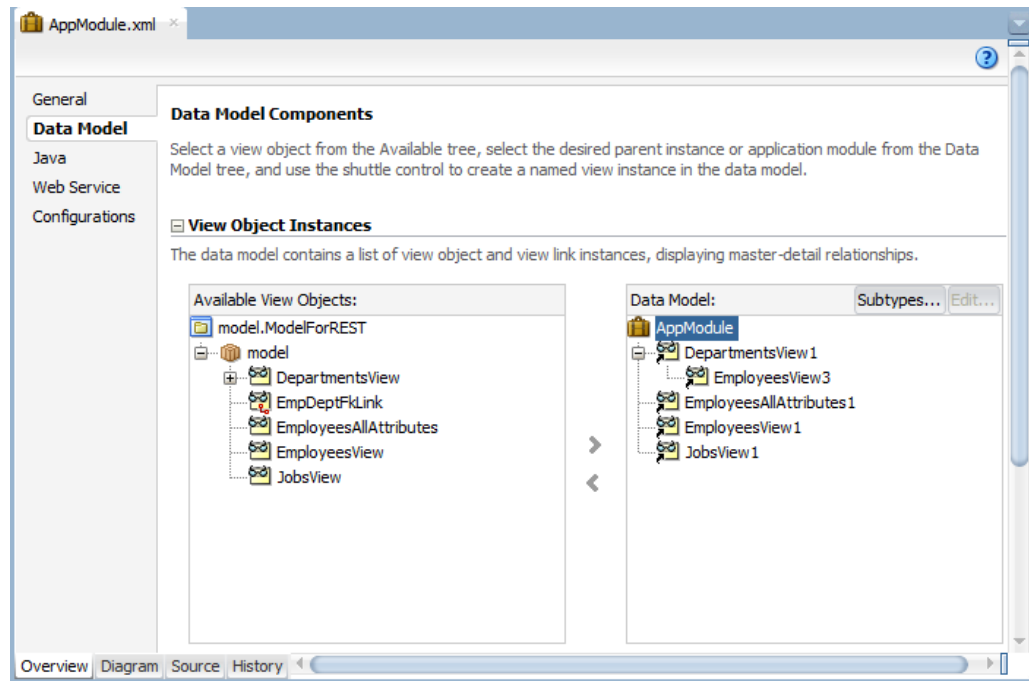 AppModule.xml
General
Data Model
Java
Web Service
Configurations
Data Model Components
Select a view object from the Available tree, select the desired parent instance or application module from the Data
Model tree, and use the shuttle control to create a named view instance in the data model.
View Object Instances
The data model contains a list of view object and view link instances, displaying master-detail relationships.
Available View Objects:
model.ModelForREST
model
DepartmentsView
EmpDeptFkLink
EmployeesAllAttributes
EmployeesView
JobsView
Data Model: Subtypes... Edit...
AppModule
DepartmentsView1
EmployeesView3
EmployeesAllAttributes1
EmployeesView1
JobsView1
Overview Diagram Source History